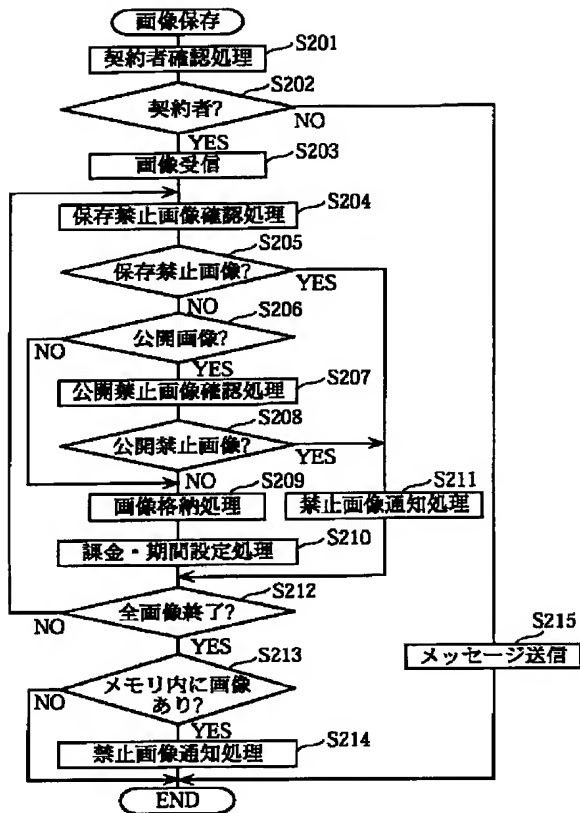 画像保存
S201
契約者確認処理
S202
契約者?
NO
YES
S203
画像受信
S204
保存禁止画像確認処理
S205
保存禁止画像?
YES
NO
S206
公開画像?
NO
YES
S207
公開禁止画像確認処理
S208
公開禁止画像?
YES
NO
S209
画像格納処理
S211
禁止画像通知処理
S210
課金・期間設定処理
S212
全画像終了?
NO
YES
S215
メッセージ送信
S213
メモリ内に画像
あり?
NO
YES
S214
禁止画像通知処理
END